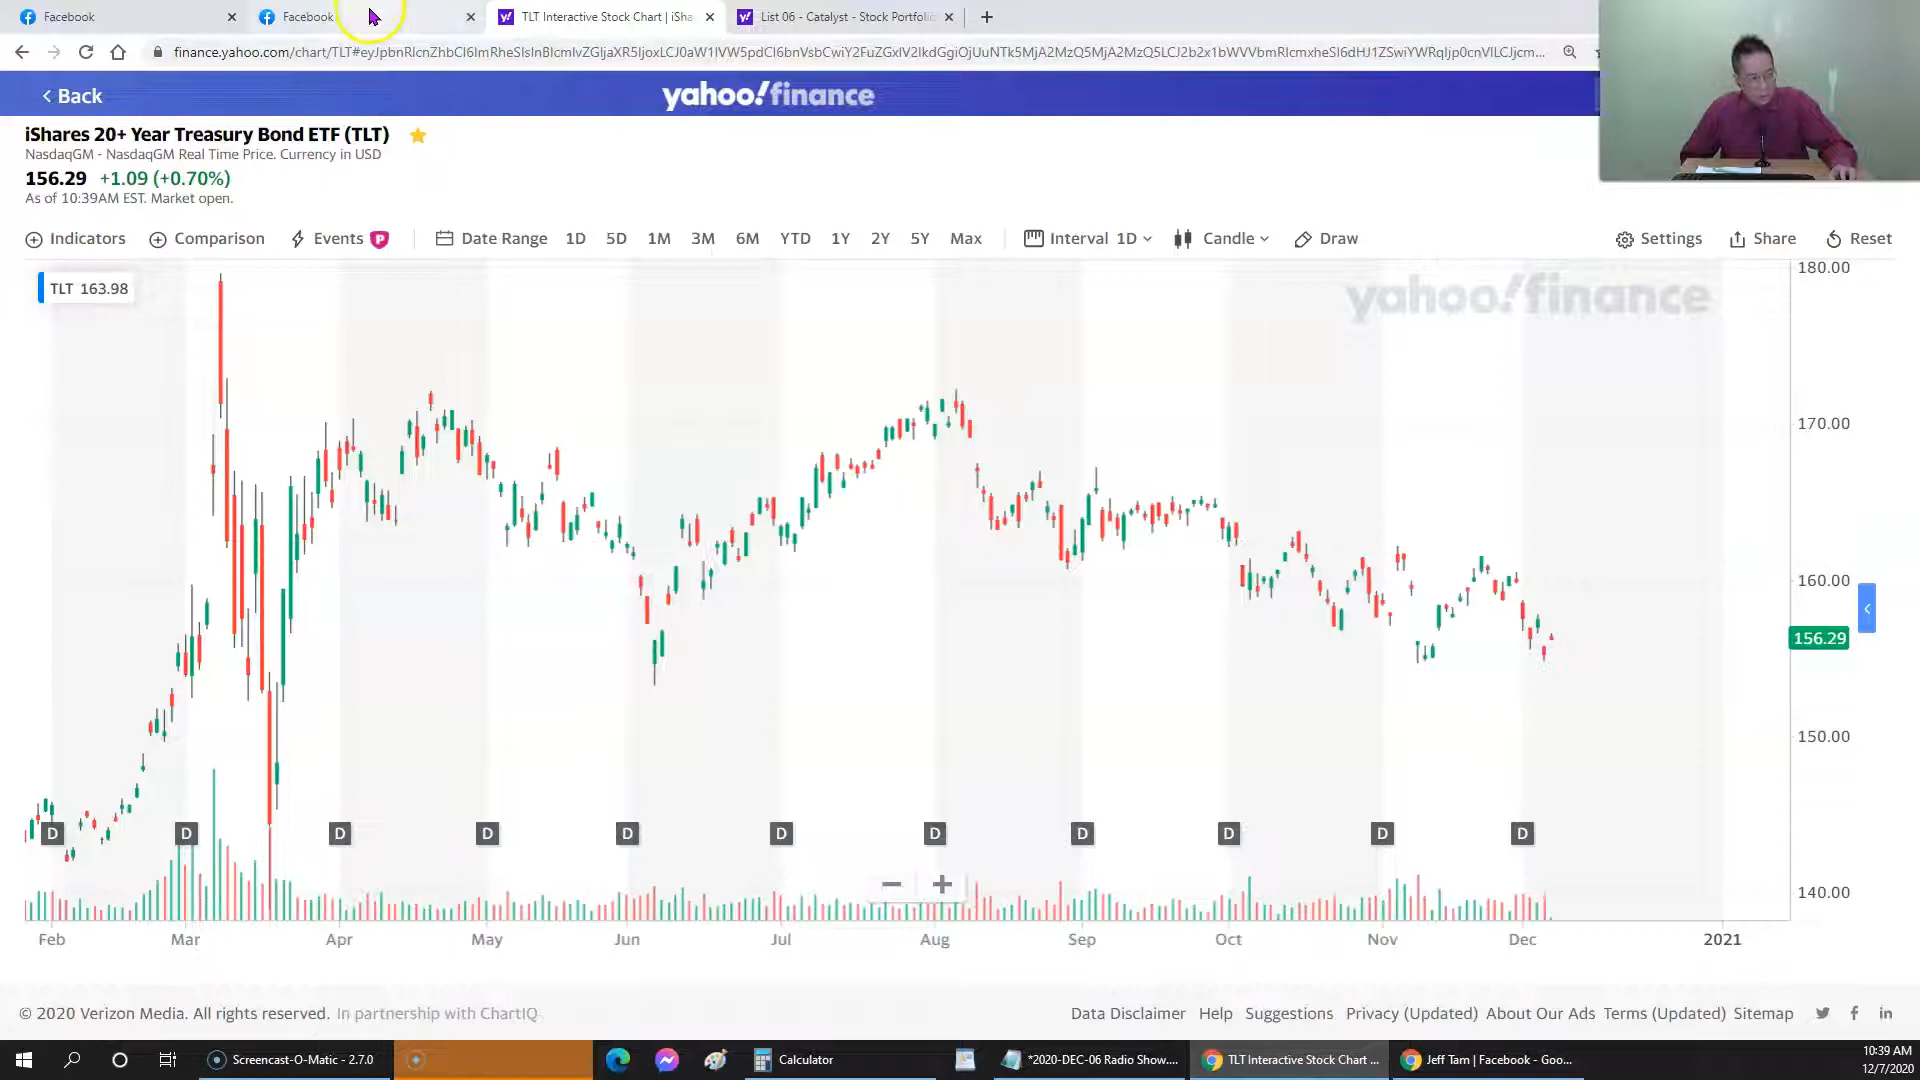 Facebook
Facebook
TLT Interactive Stock Chart | iSha
List 06 - Catalyst - Stock Portfolio
< Back
yahoo!finance
iShares 20+ Year Treasury Bond ETF (TLT)
NasdaqGM - NasdaqGM Real Time Price. Currency in USD
156.29 +1.09 (+0.70%)
As of 10:39AM EST. Market open.
Indicators Comparison Events P Date Range 1D 5D 1M 3M 6M YTD 1Y 2Y 5Y Max Interval 1D Candle Draw Settings Share Reset
TLT 163.98
yahoo!finance
180.00
170.00
160.00
156.29
150.00
140.00
D D D D D D D D D D D
Feb Mar Apr May Jun Jul Aug Sep Oct Nov Dec 2021
© 2020 Verizon Media. All rights reserved. In partnership with ChartIQ
Data Disclaimer Help Suggestions Privacy (Updated) About Our Ads Terms (Updated) Sitemap
Screencast-O-Matic - 2.7.0
Calculator
*2020-DEC-06 Radio Show....
TLT Interactive Stock Chart ...
Jeff Tam | Facebook - Goo...
10:39 AM
12/7/2020